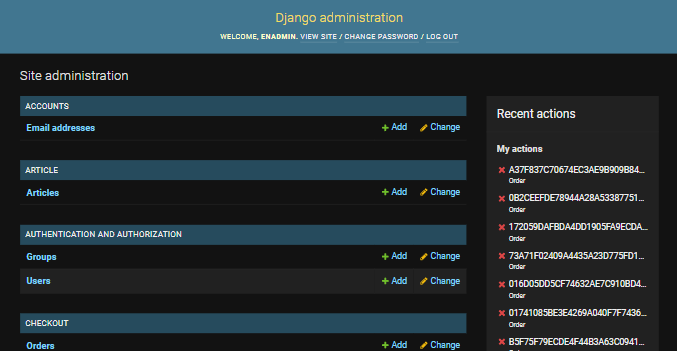 Django administration
WELCOME, ENADMIN. VIEW SITE / CHANGE PASSWORD / LOG OUT
Site administration
ACCOUNTS
Email addresses Add Change
ARTICLE
Articles Add Change
AUTHENTICATION AND AUTHORIZATION
Groups Add Change
Users Add Change
CHECKOUT
Orders Add Change
Recent actions
My actions
A37F837C70674EC3AE9B909B84...
Order
0B2CEEFDE78944A28A53387751...
Order
172059DAFBDA4DD1905FA9ECDA...
Order
73A71F02409A4435A23D775FD1...
Order
016D05DD5CF74632AE7C910BD4...
Order
01741085BE3E4269A040F7F7436...
Order
B5F75F79ECDE4F44B3A63C0941...